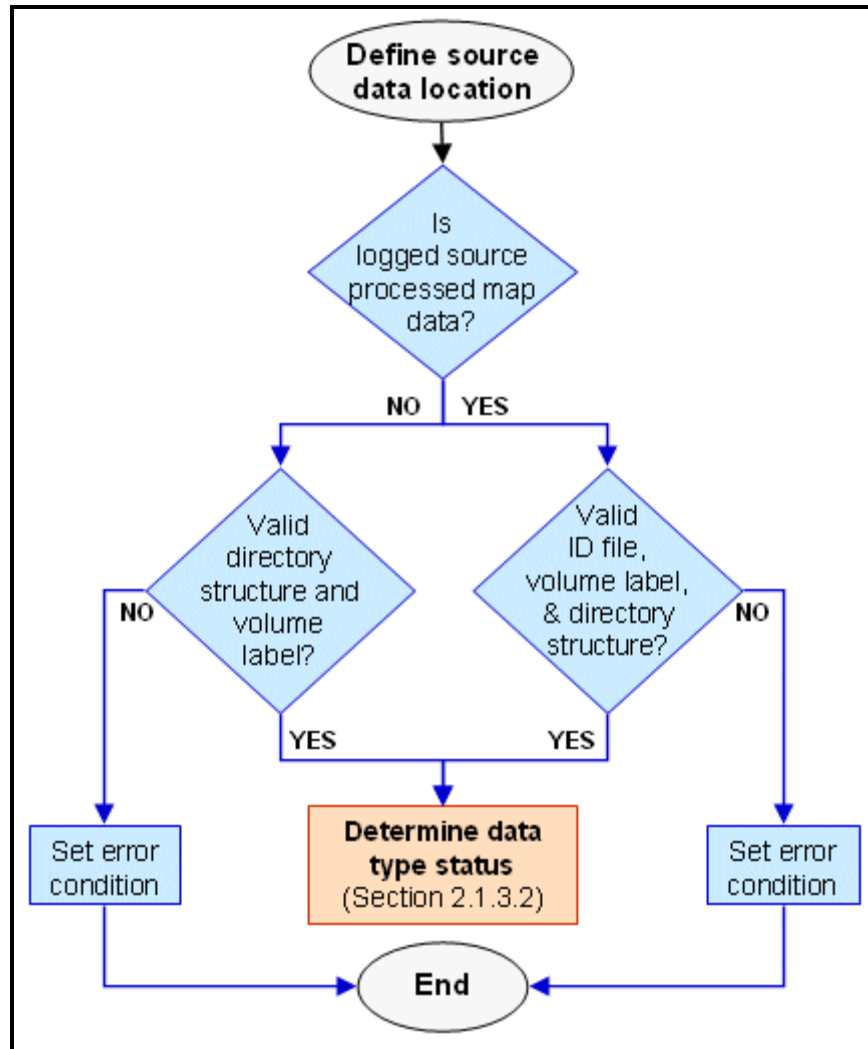 Define source
data location
Is
logged source
processed map
data?
NO YES
Valid
directory
structure and
volume
label?
Valid
ID file,
volume label,
& directory
structure?
NO
NO
YES
YES
Set error
condition
Determine data
type status
(Section 2.1.3.2)
Set error
condition
End